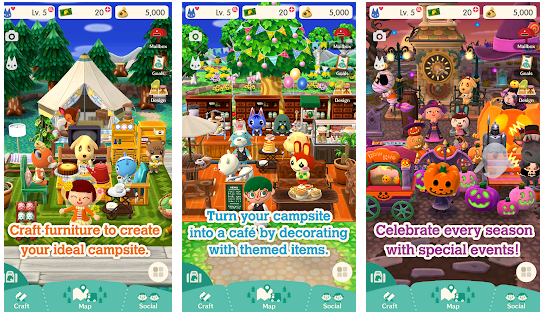 Lv. 5
20
5,000
Mailbox
Goals
Design
Craft furniture to create
your ideal campsite.
Craft
Map
Social
Lv. 5
20
5,000
Mailbox
Goals
Design
Turn your campsite
into a café by decorating
with themed items.
Craft
Map
Social
Lv. 5
20
5,000
Mailbox
Goals
Design
Celebrate every season
with special events!
Craft
Map
Social